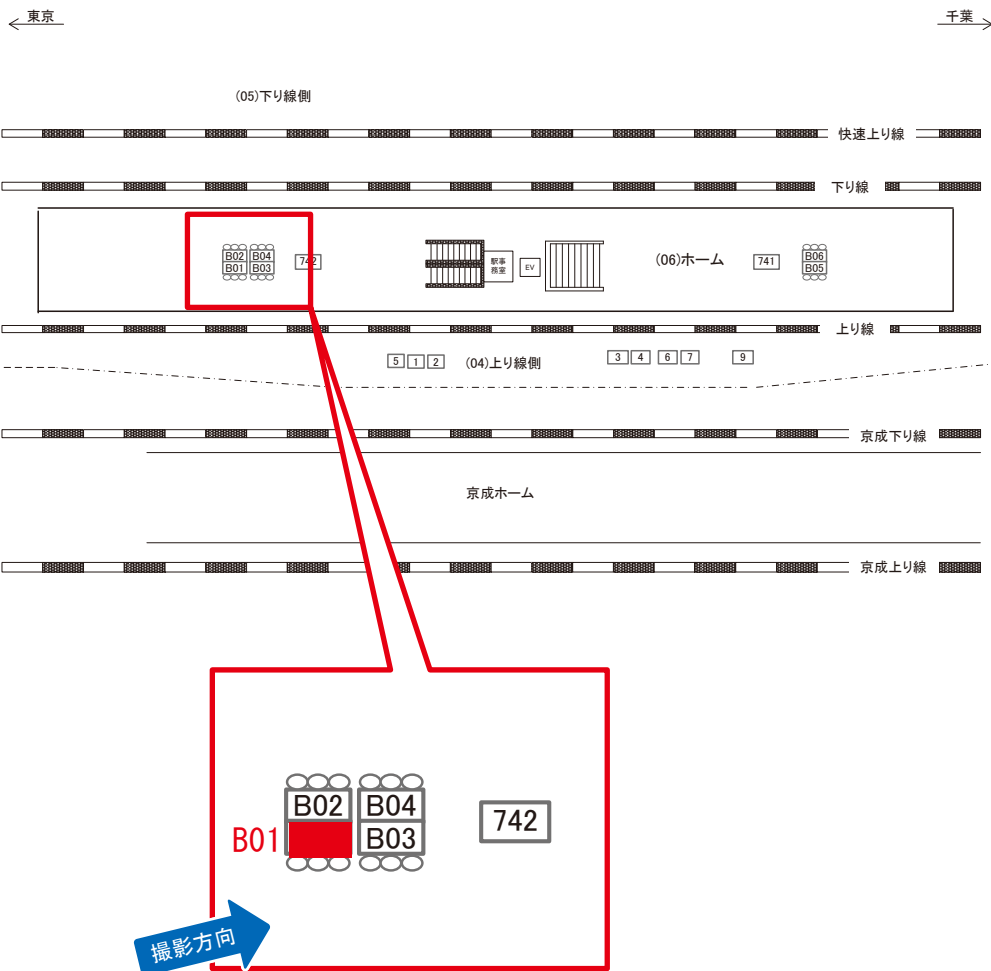 東京
千葉
(05)下り線側
快速上り線
下り線
B02 B04
B01 B03
742
駅事
務室
EV
(06)ホーム
741
B06
B05
上り線
5 1 2
(04)上り線側
3 4 6 7 9
京成下り線
京成ホーム
京成上り線
B02 B04
B01 B03
742
撮影方向